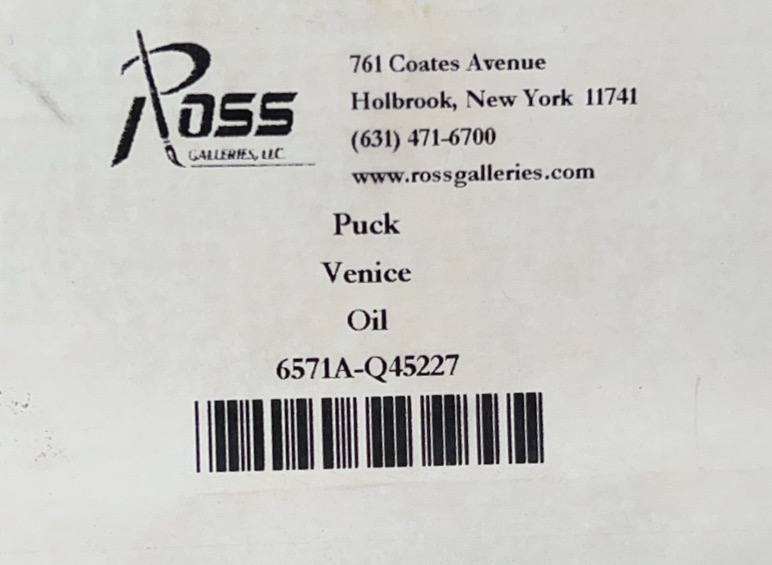 Ross
GALLERIES, LLC
761 Coates Avenue
Holbrook, New York 11741
(631) 471-6700
www.rossgalleries.com
Puck
Venice
Oil
6571A-Q45227